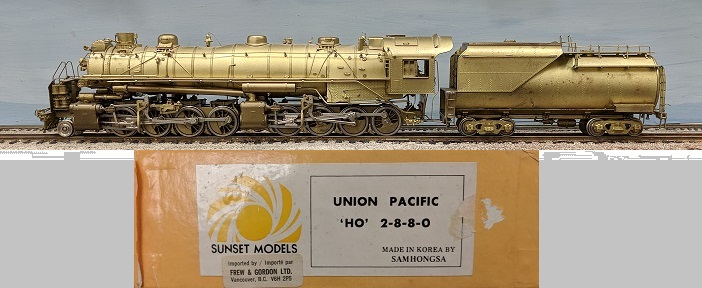 UNION PACIFIC
'HO' 2-8-8-0
MADE IN KOREA BY
SAMHONGSA
SUNSET MODELS
Imported by / Importé par
FREW & GORDON LTD.
Vancouver, B.C. V6H 2P5